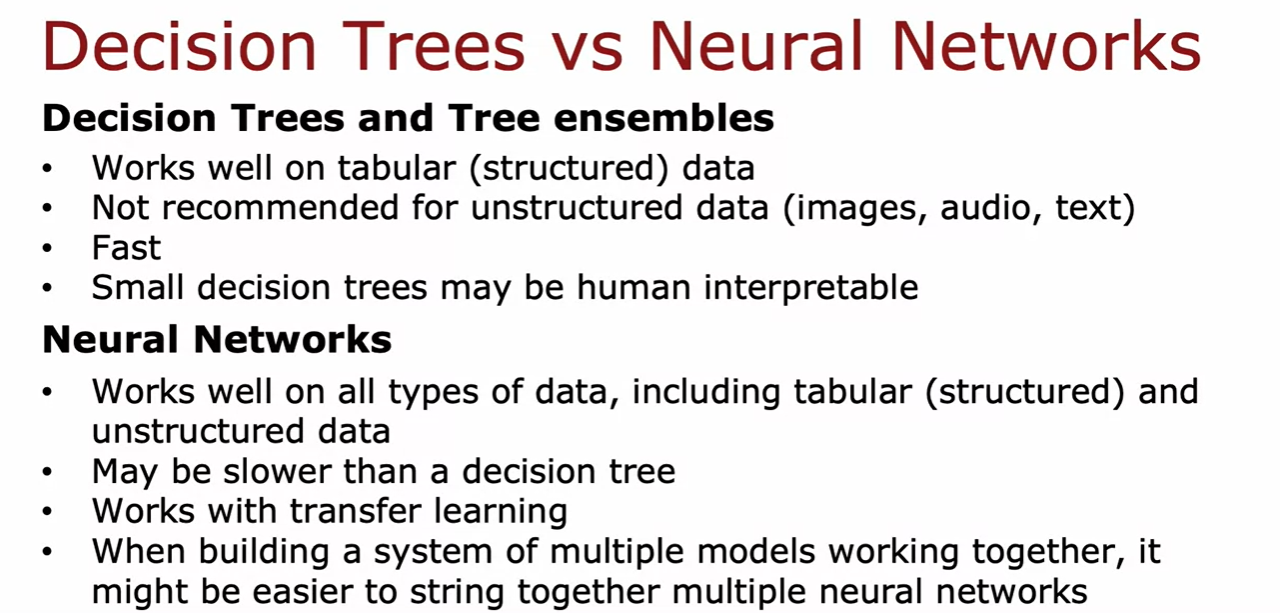 Decision Trees vs Neural Networks
Decision Trees and Tree ensembles
• Works well on tabular (structured) data
• Not recommended for unstructured data (images, audio, text)
• Fast
• Small decision trees may be human interpretable
Neural Networks
• Works well on all types of data, including tabular (structured) and
unstructured data
• May be slower than a decision tree
• Works with transfer learning
• When building a system of multiple models working together, it
might be easier to string together multiple neural networks